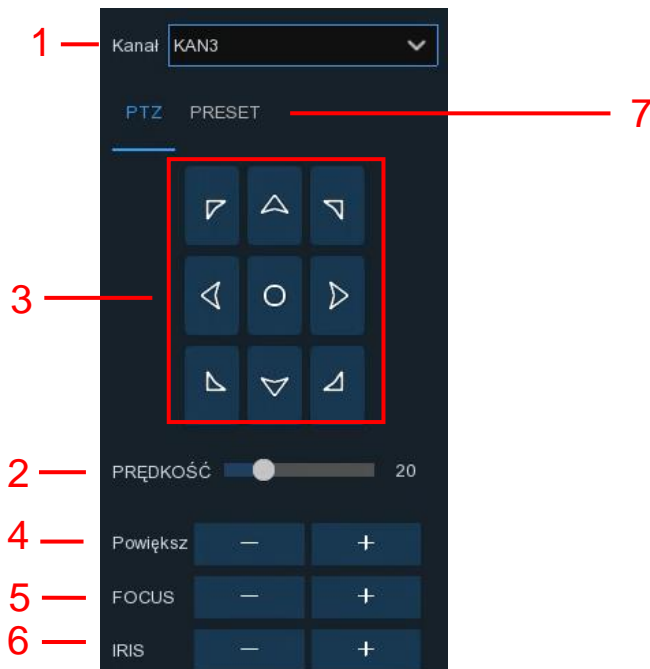 1 Kanał KAN3
PTZ PRESET 7
3
2 PRĘDKOŚĆ 20
4 Powiększ − +
5 FOCUS − +
6 IRIS − +